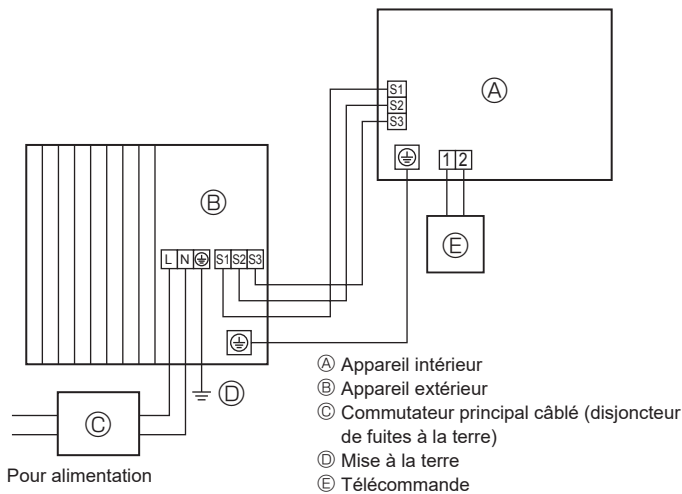 S1
S2
S3
Ⓐ
1 2
Ⓑ
L N S1 S2 S3
Ⓔ
Ⓓ
Ⓒ
Pour alimentation
Ⓐ Appareil intérieur
Ⓑ Appareil extérieur
Ⓒ Commutateur principal câblé (disjoncteur
de fuites à la terre)
Ⓓ Mise à la terre
Ⓔ Télécommande